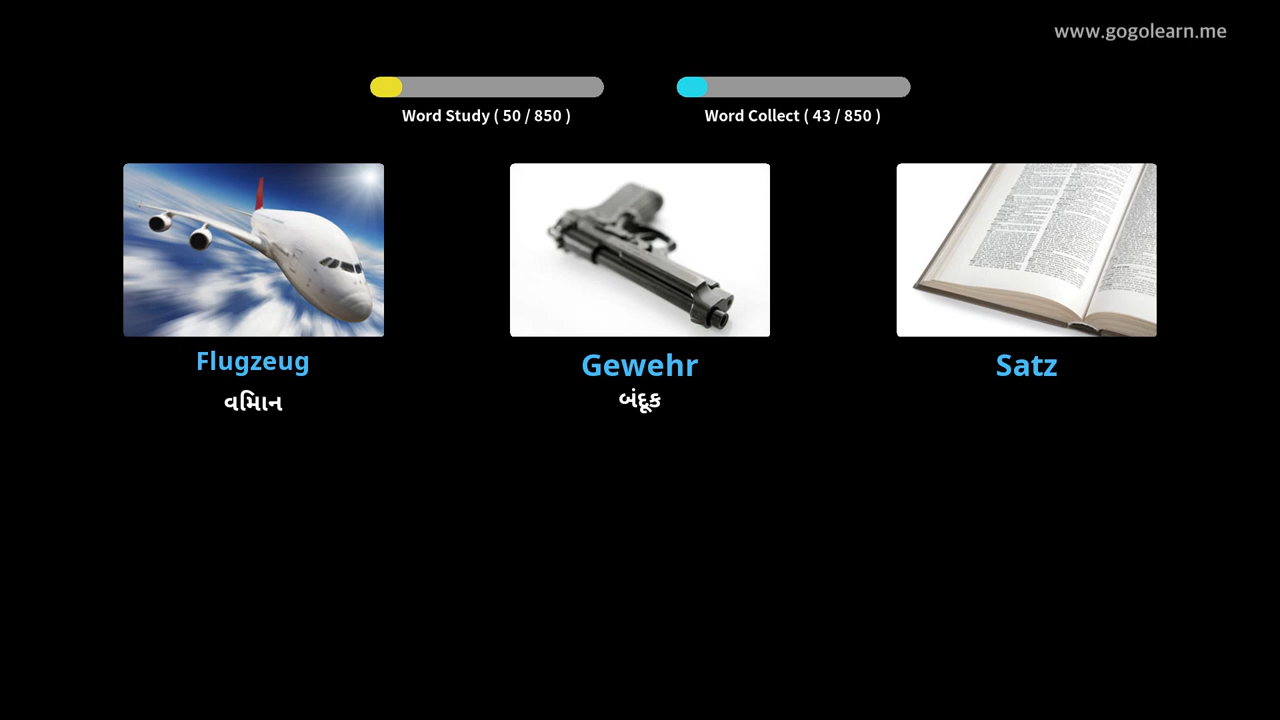 www.gogolearn.me
Word Study ( 50 / 850 )
Word Collect ( 43 / 850 )
Flugzeug
Gewehr
Satz
વિમાન
બંદૂક